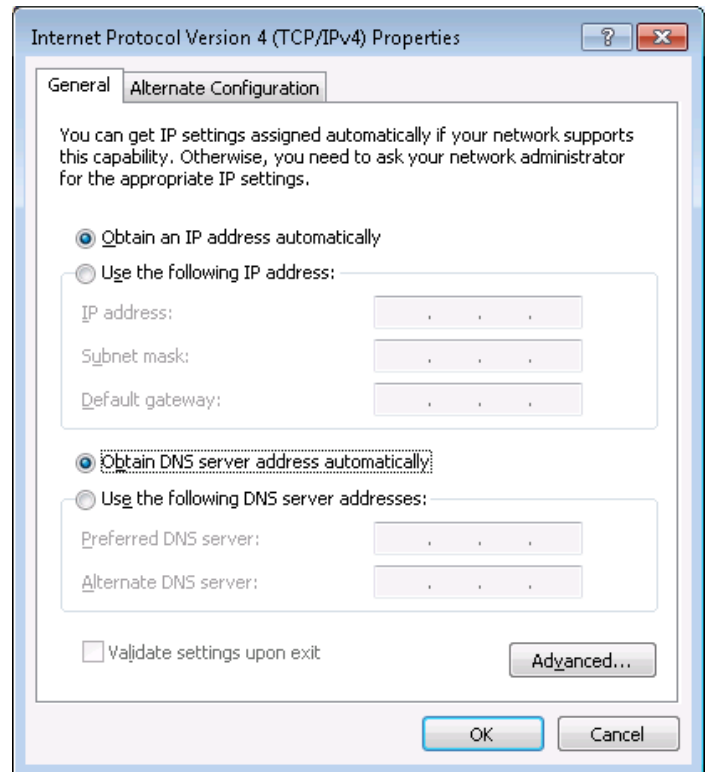 Internet Protocol Version 4 (TCP/IPv4) Properties
General
Alternate Configuration
You can get IP settings assigned automatically if your network supports
this capability. Otherwise, you need to ask your network administrator
for the appropriate IP settings.
Obtain an IP address automatically
Use the following IP address:
IP address:
Subnet mask:
Default gateway:
Obtain DNS server address automatically
Use the following DNS server addresses:
Preferred DNS server:
Alternate DNS server:
Validate settings upon exit
Advanced...
OK
Cancel